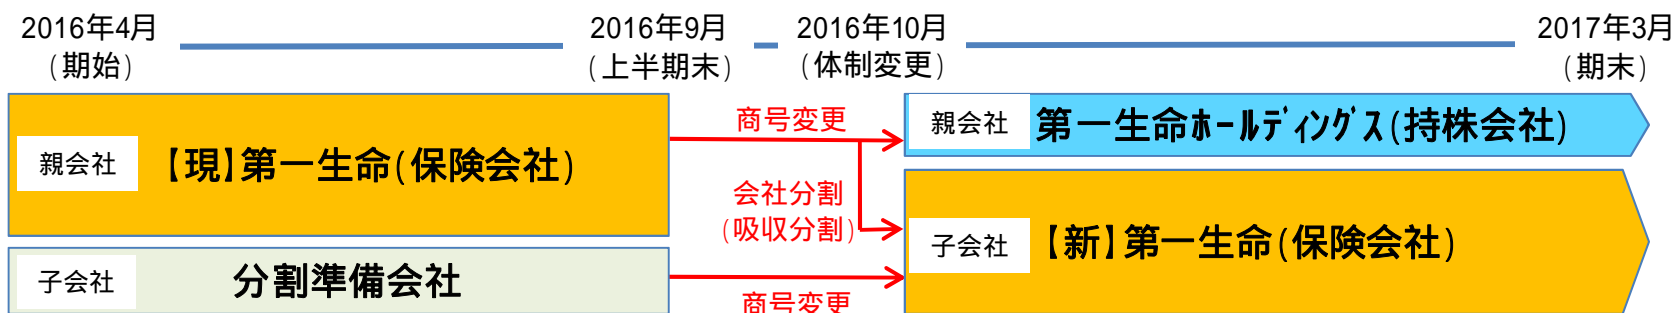 2016年4月
(期始)
2016年9月
(上半期末)
2016年10月
(体制変更)
2017年3月
(期末)
親会社
【現】第一生命(保険会社)
商号変更
親会社
第一生命ホールディングス(持株会社)
会社分割
(吸収分割)
子会社
【新】第一生命(保険会社)
子会社
分割準備会社
商号変更